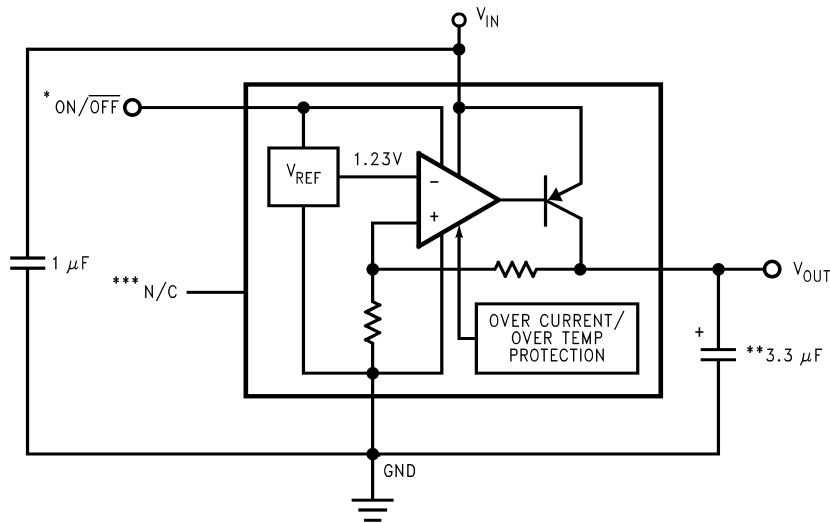 V_IN
* ON/OFF
1.23V
V_REF
−
+
1 µF
*** N/C
V_OUT
OVER CURRENT/
OVER TEMP
PROTECTION
+
**3.3 µF
GND